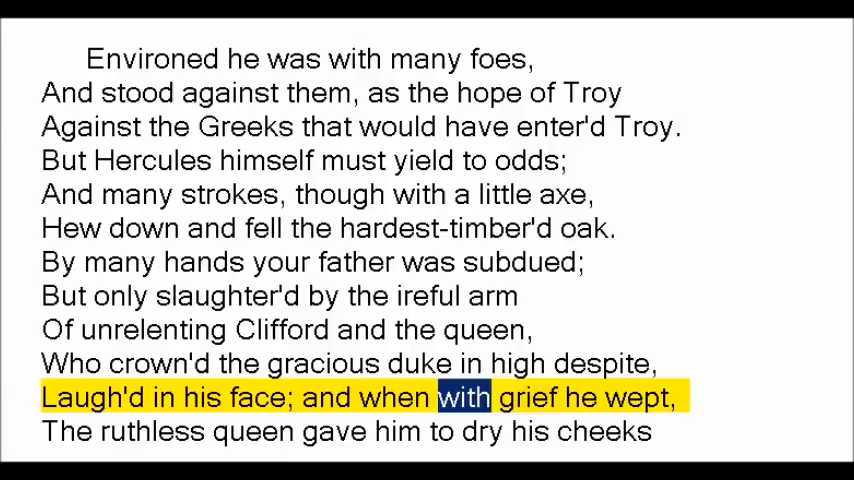 Environed he was with many foes,
And stood against them, as the hope of Troy
Against the Greeks that would have enter'd Troy.
But Hercules himself must yield to odds;
And many strokes, though with a little axe,
Hew down and fell the hardest-timber'd oak.
By many hands your father was subdued;
But only slaughter'd by the ireful arm
Of unrelenting Clifford and the queen,
Who crown'd the gracious duke in high despite,
Laugh'd in his face; and when with grief he wept,
The ruthless queen gave him to dry his cheeks